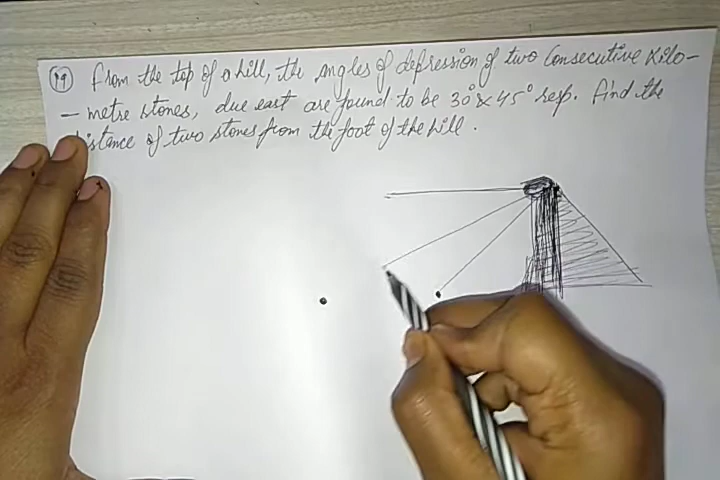 19 From the top of a hill, the angles of depression of two Consecutive Kilo-
- metre stones, due east are found to be 30° & 45° resp. Find the
distance of two stones from the foot of the hill.